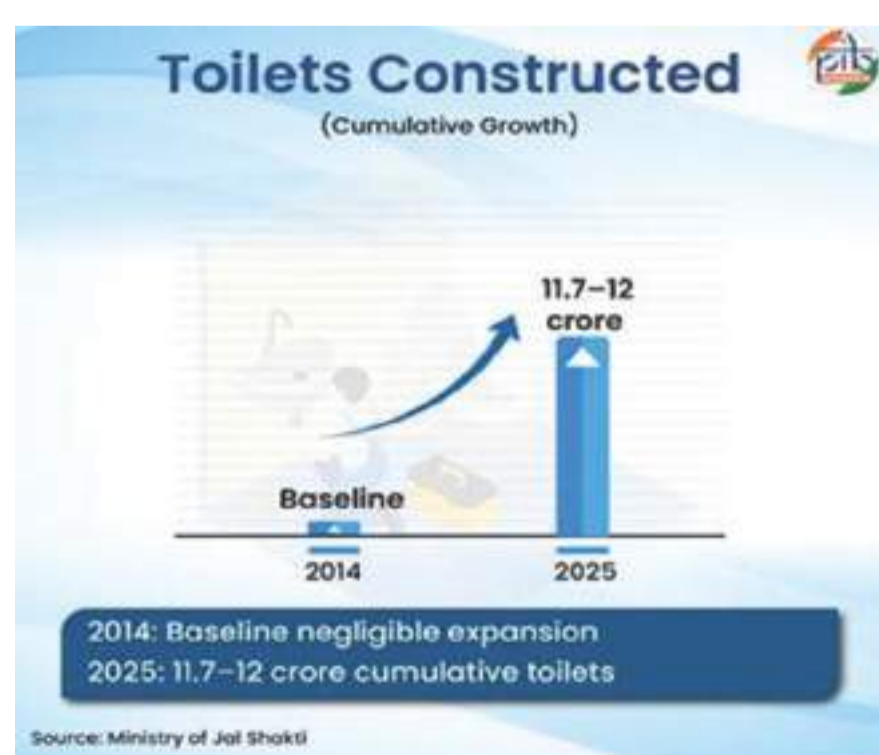 Toilets Constructed
(Cumulative Growth)
pib
11.7–12
crore
Baseline
2014
2025
2014: Baseline negligible expansion
2025: 11.7–12 crore cumulative toilets
Source: Ministry of Jal Shakti